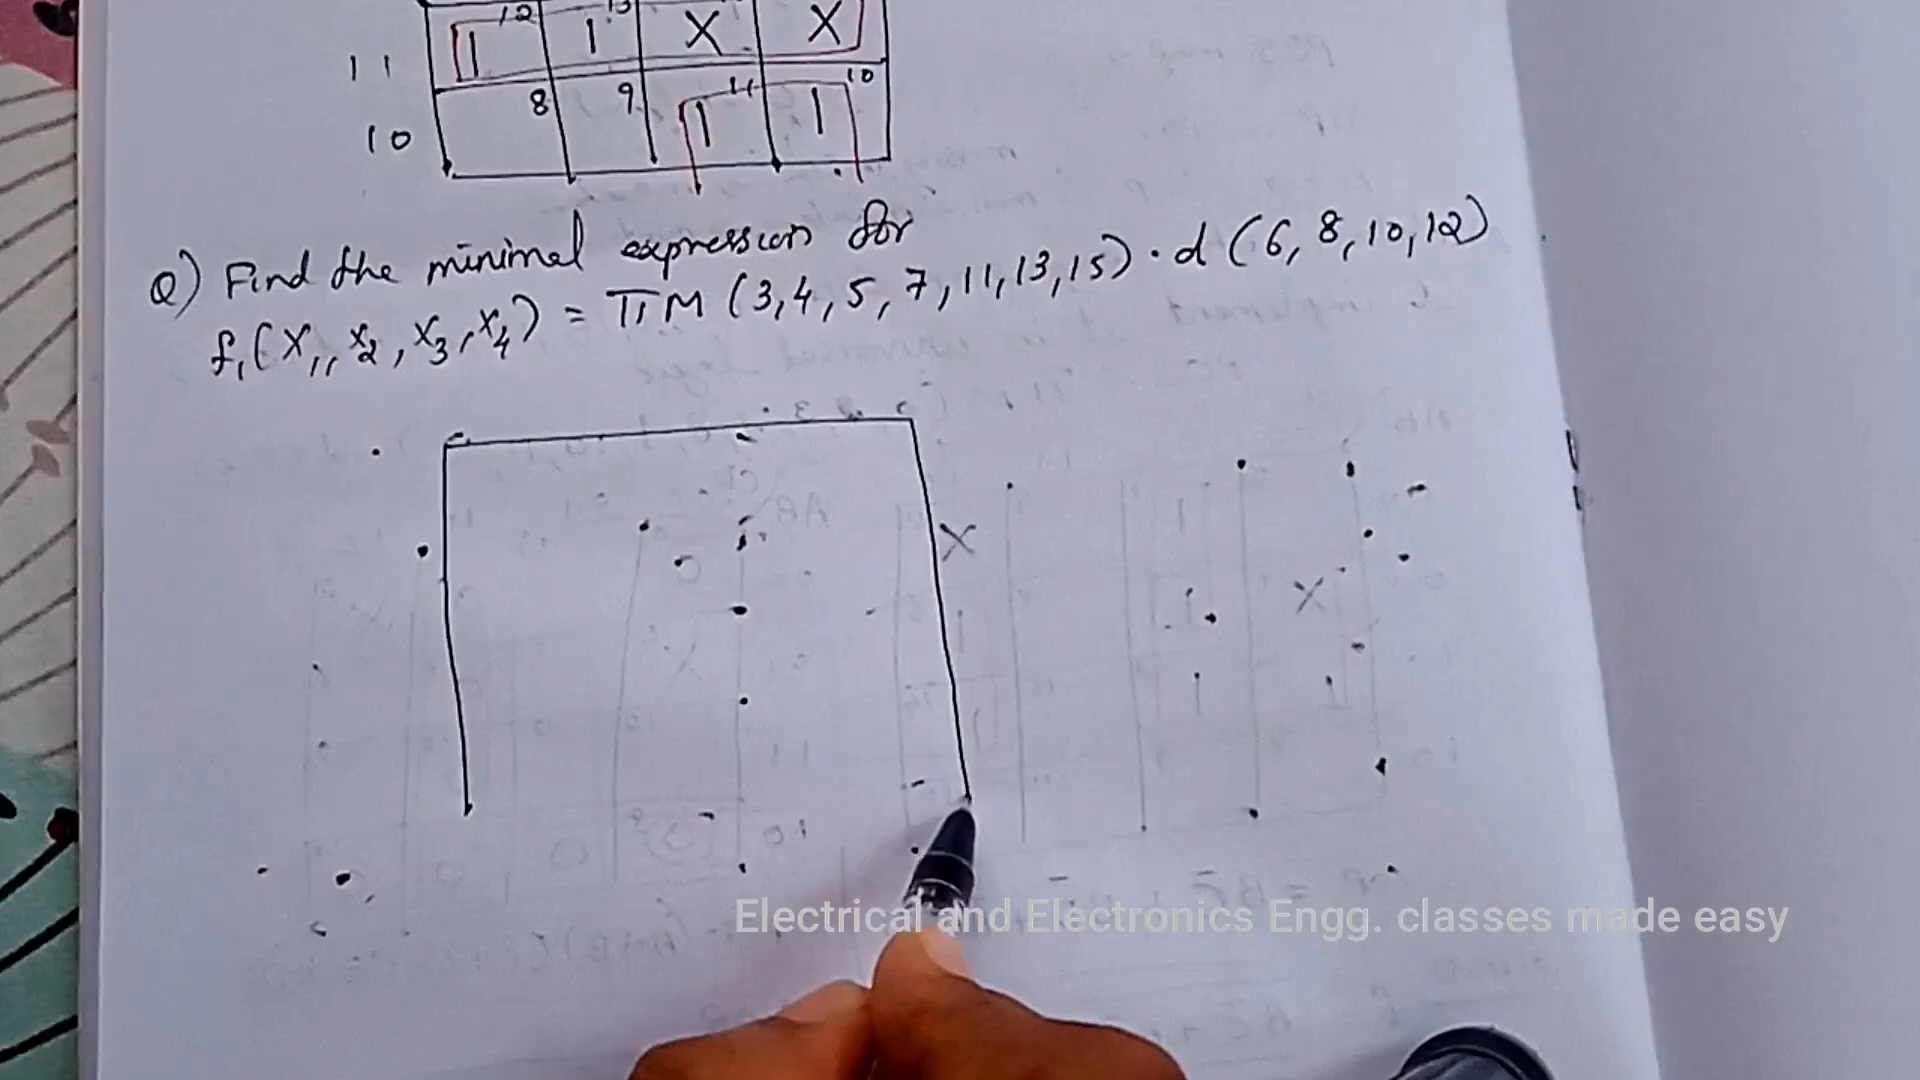 12 13
11 1 1 X X
8 9 11 10
10 1 1
Q) Find the minimal expression for
f1(X1, X2, X3, X4) = ΠM (3,4,5,7,11,13,15) · d (6,8,10,12)
Electrical and Electronics Engg. classes made easy